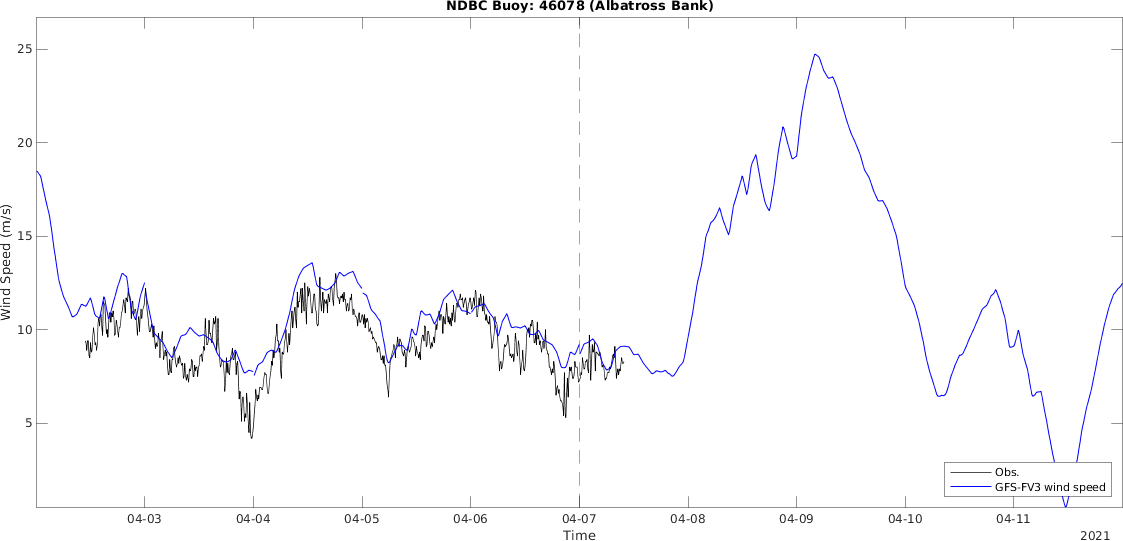 NDBC Buoy: 46078 (Albatross Bank)
25
20
15
10
5
Wind Speed (m/s)
Obs.
GFS-FV3 wind speed
04-03 04-04 04-05 04-06 04-07 04-08 04-09 04-10 04-11
Time
2021